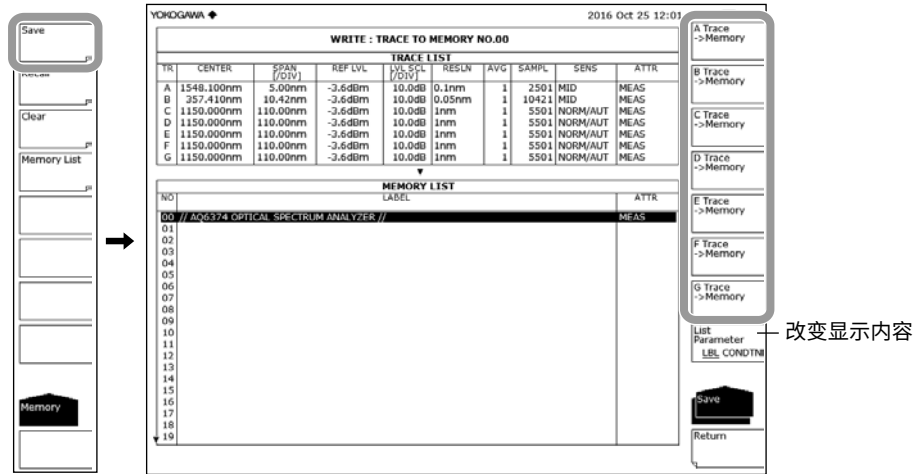 Save
Recall
Clear
Memory List
Memory
YOKOGAWA ◆ 2016 Oct 25 12:01
WRITE : TRACE TO MEMORY NO.00
TRACE LIST
TR CENTER SPAN [/DIV] REF LVL LVL SCL [/DIV] RESLN AVG SAMPL SENS ATTR
A 1548.100nm 5.00nm -3.6dBm 10.0dB 0.1nm 1 2501 MID MEAS
B 357.410nm 10.42nm -3.6dBm 10.0dB 0.05nm 1 10421 MID MEAS
C 1150.000nm 110.00nm -3.6dBm 10.0dB 1nm 1 5501 NORM/AUT MEAS
D 1150.000nm 110.00nm -3.6dBm 10.0dB 1nm 1 5501 NORM/AUT MEAS
E 1150.000nm 110.00nm -3.6dBm 10.0dB 1nm 1 5501 NORM/AUT MEAS
F 1150.000nm 110.00nm -3.6dBm 10.0dB 1nm 1 5501 NORM/AUT MEAS
G 1150.000nm 110.00nm -3.6dBm 10.0dB 1nm 1 5501 NORM/AUT MEAS
MEMORY LIST
NO LABEL ATTR
00 // AQ6374 OPTICAL SPECTRUM ANALYZER // MEAS
01
02
03
04
05
06
07
08
09
10
11
12
13
14
15
16
17
18
19
A Trace
->Memory
B Trace
->Memory
C Trace
->Memory
D Trace
->Memory
E Trace
->Memory
F Trace
->Memory
G Trace
->Memory
List
Parameter
LBL CONDTN
改变显示内容
Save
Return